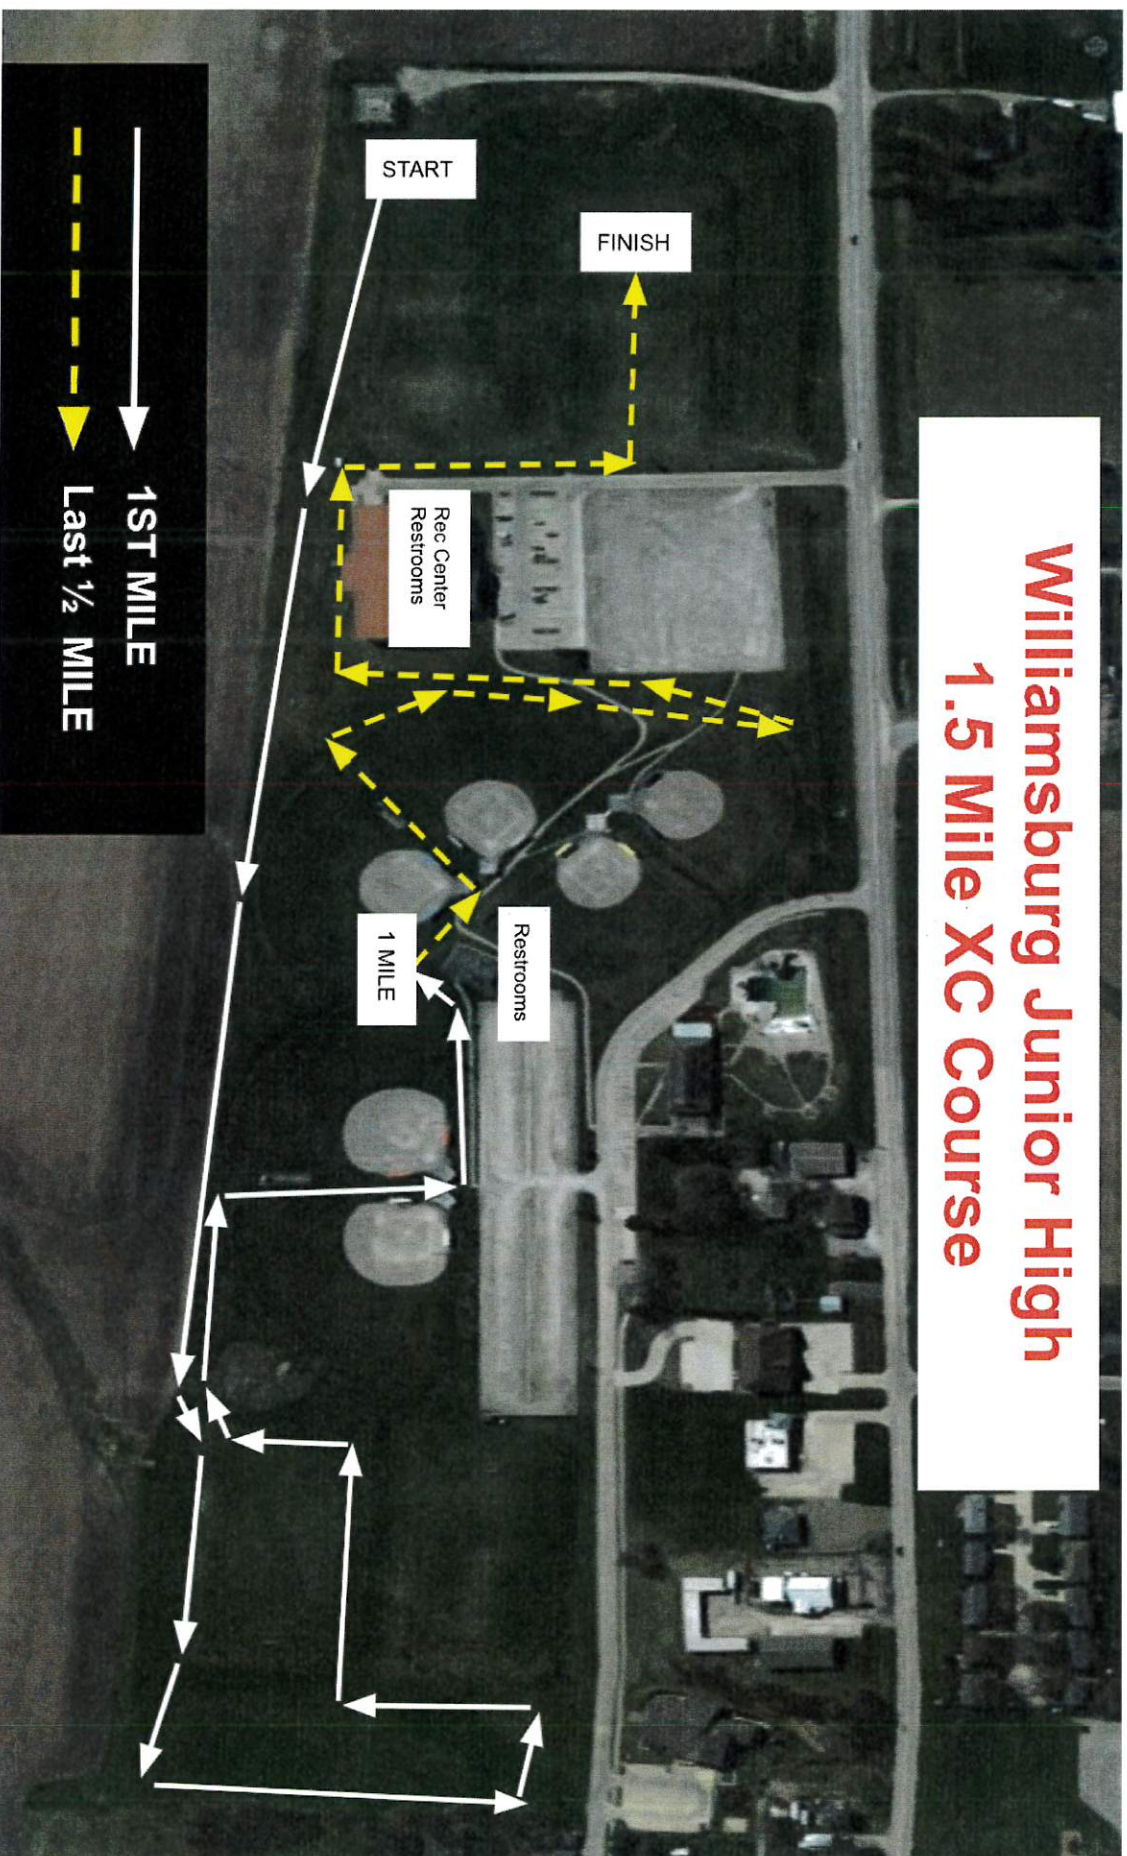 Williamsburg Junior High
1.5 Mile XC Course
START
FINISH
Rec Center
Restrooms
Restrooms
1 MILE
1ST MILE
Last ½ MILE